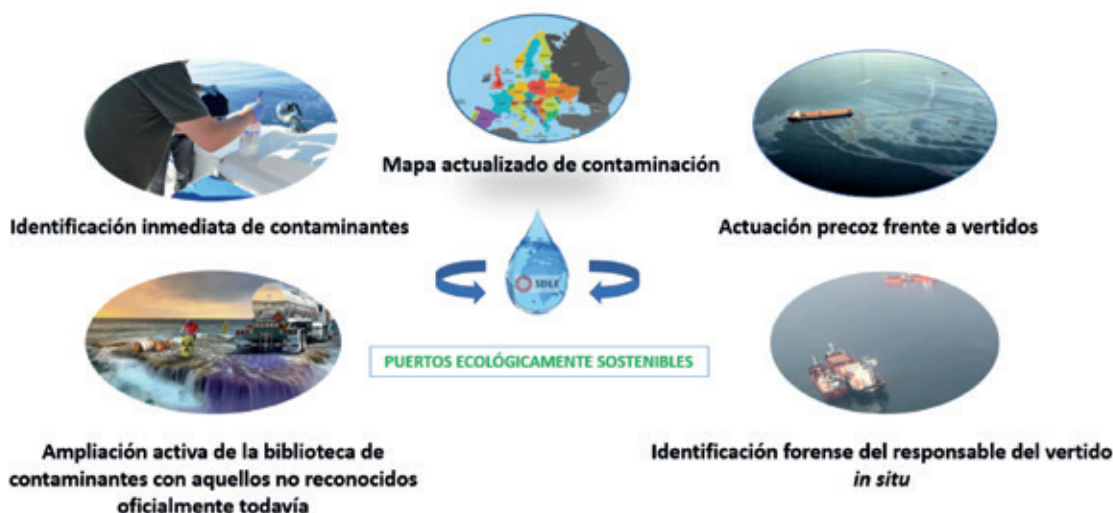 Mapa actualizado de contaminación
Identificación inmediata de contaminantes
Actuación precoz frente a vertidos
SDLE
PUERTOS ECOLÓGICAMENTE SOSTENIBLES
Ampliación activa de la biblioteca de
contaminantes con aquellos no reconocidos
oficialmente todavía
Identificación forense del responsable del vertido
in situ